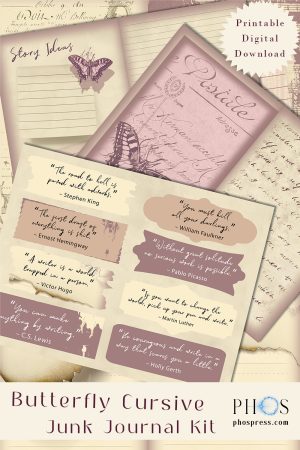 Printable
Digital
Download
Story Ideas
"The road to hell is
paved with adverbs."
- Stephen King
"You must kill
all your darlings."
- William Faulkner
"The first draft of
everything is shit."
- Ernest Hemingway
"Without great solitude
no serious work is possible."
- Pablo Picasso
"A writer is a world
trapped in a person."
- Victor Hugo
"If you want to change the
world, pick up your pen and write."
- Martin Luther
"You can make
anything by writing."
- C.S. Lewis
"Be courageous and write in a
way that scares you a little."
- Holly Gerth
Butterfly Cursive
Junk Journal Kit
PHOS
phospress.com